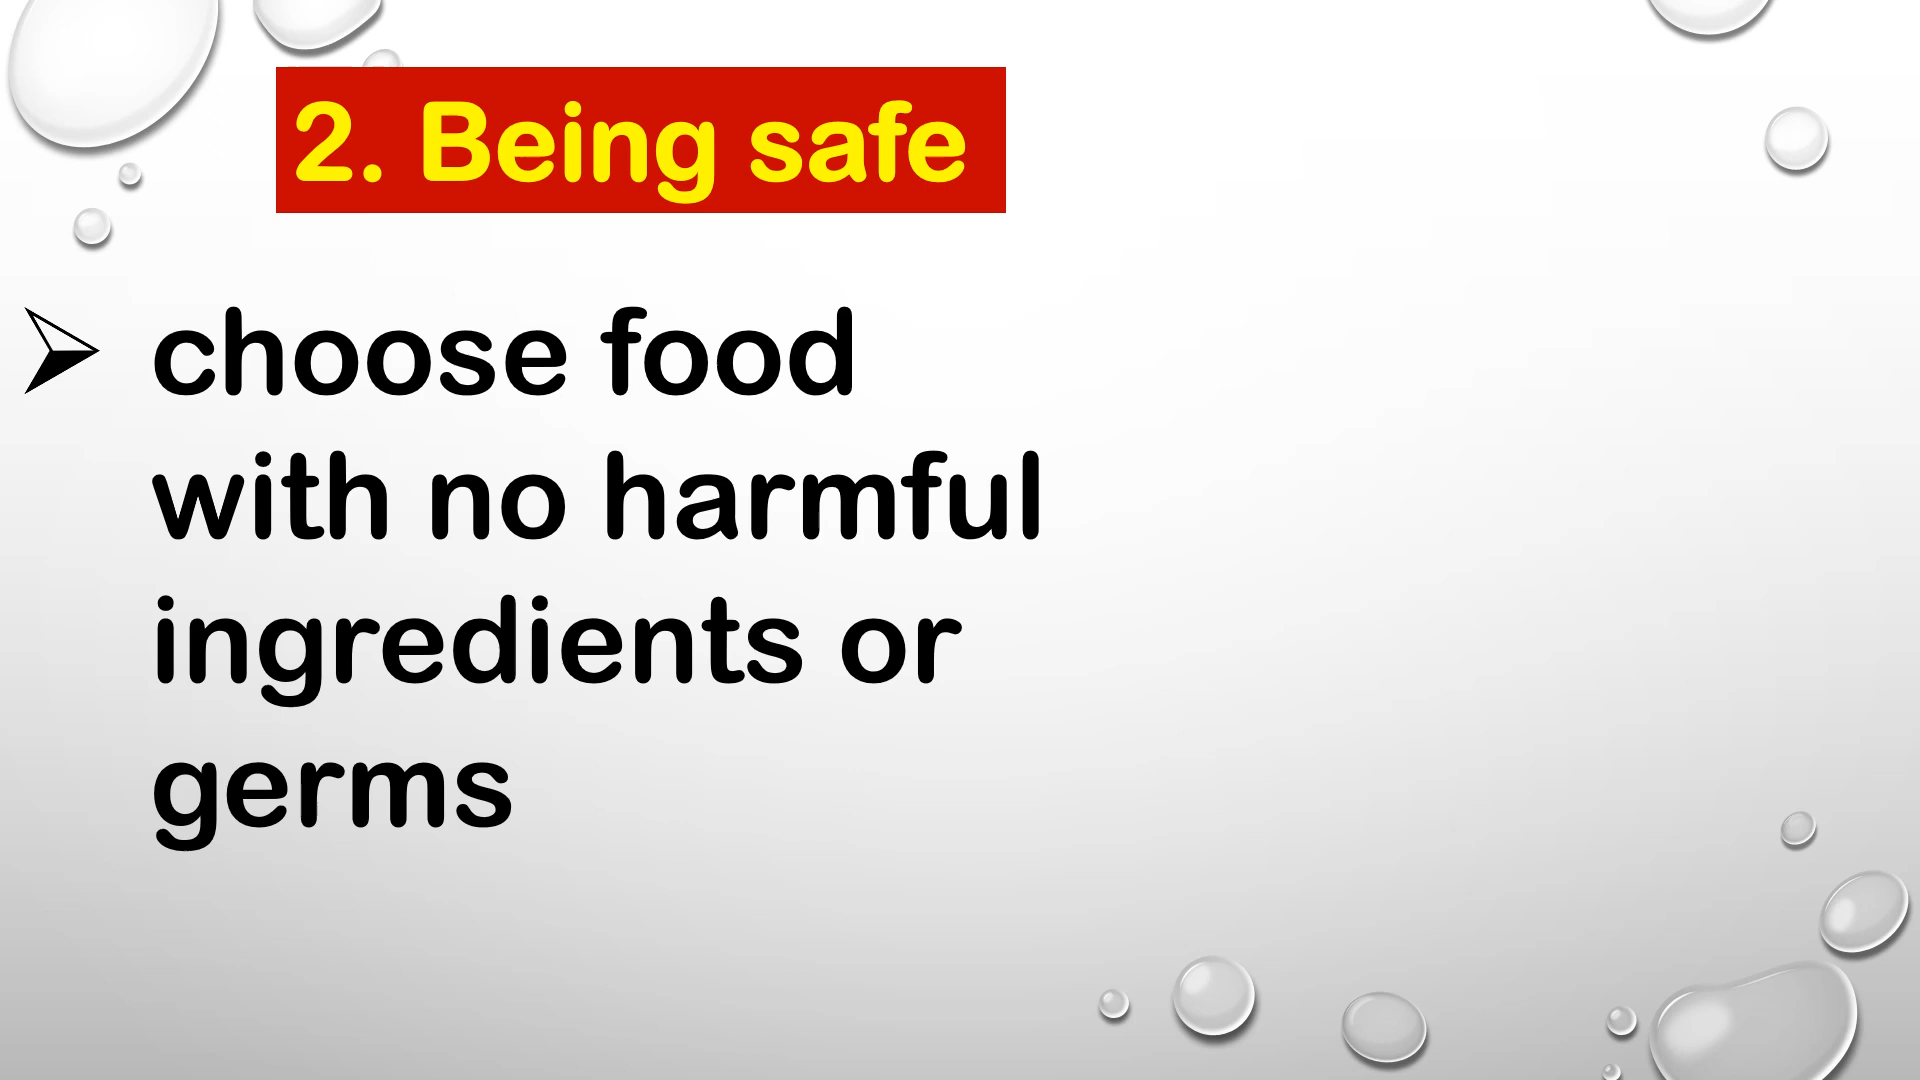 2. Being safe
➢ choose food
with no harmful
ingredients or
germs